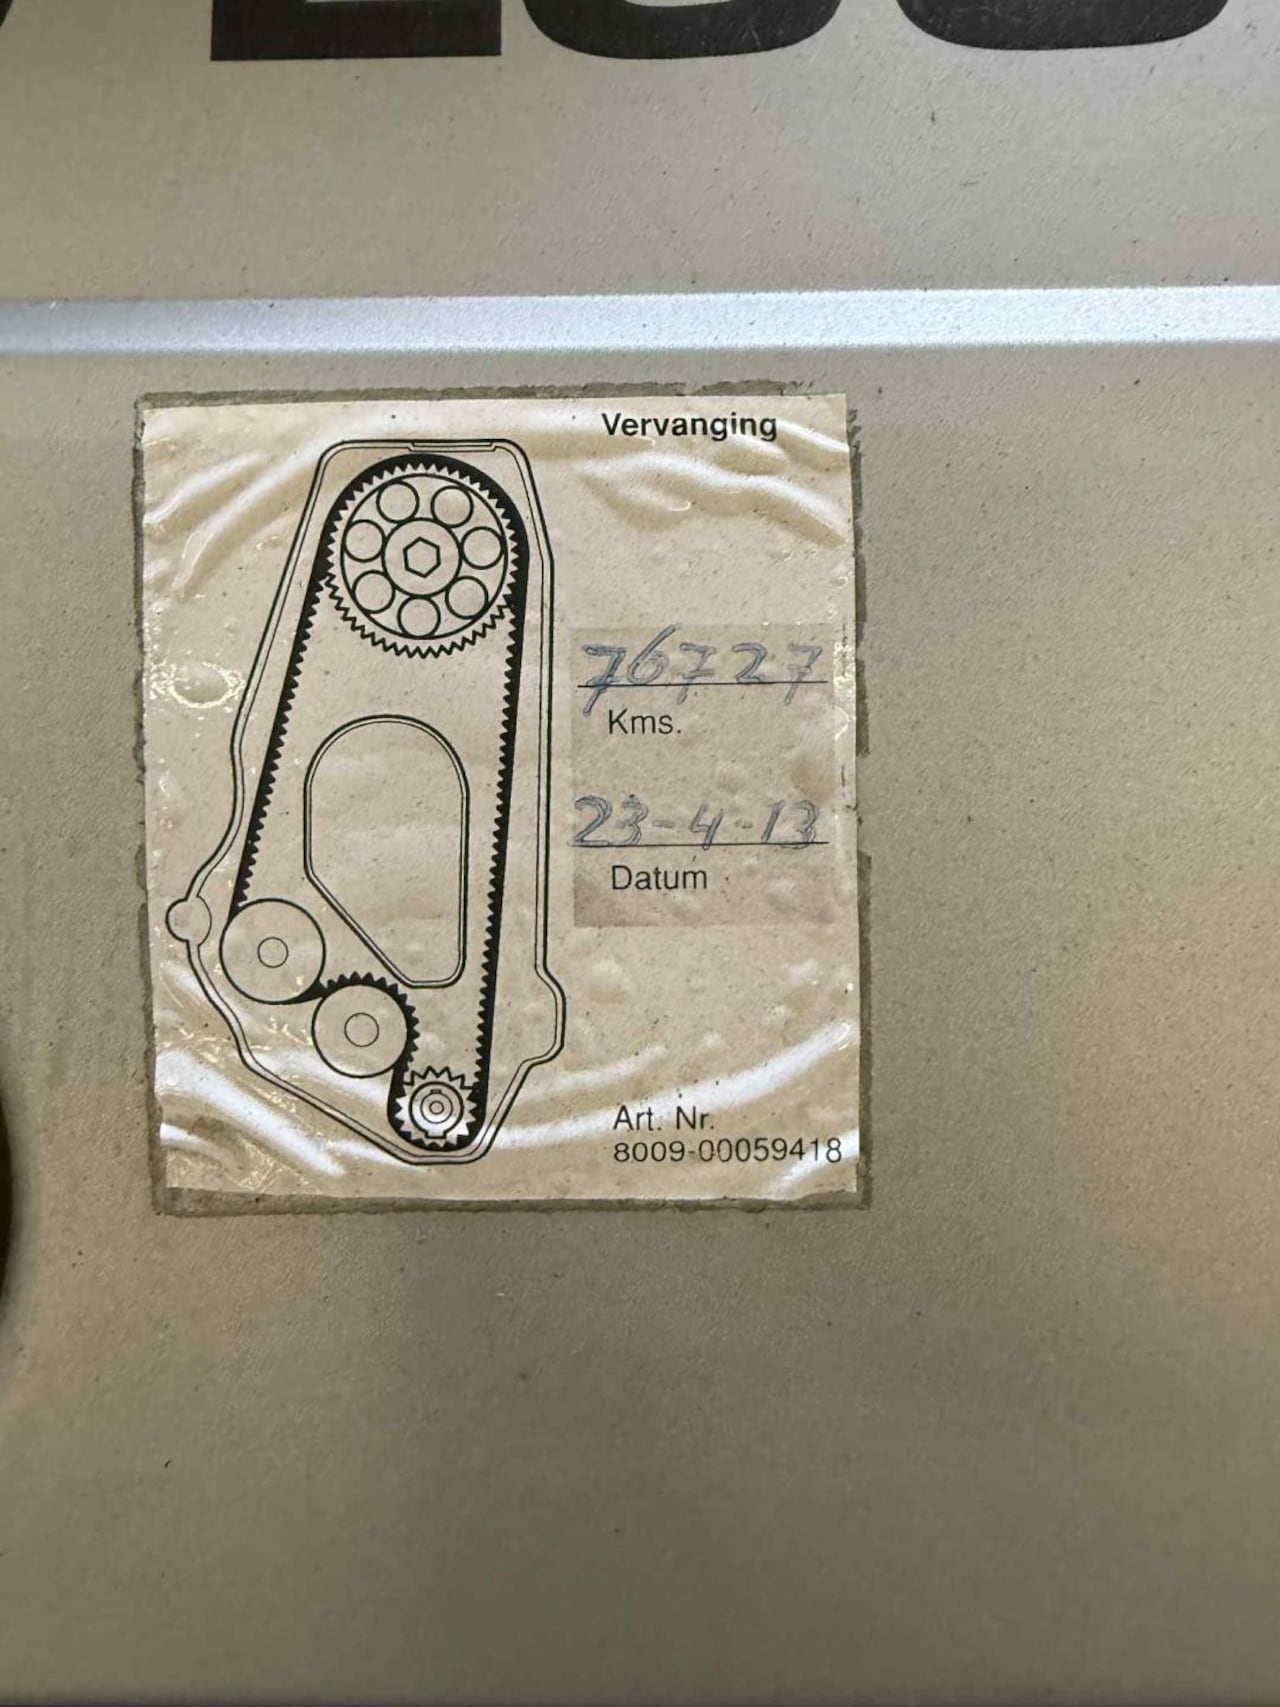 Vervanging
76727
Kms.
23-4-13
Datum
Art. Nr.
8009-00059418